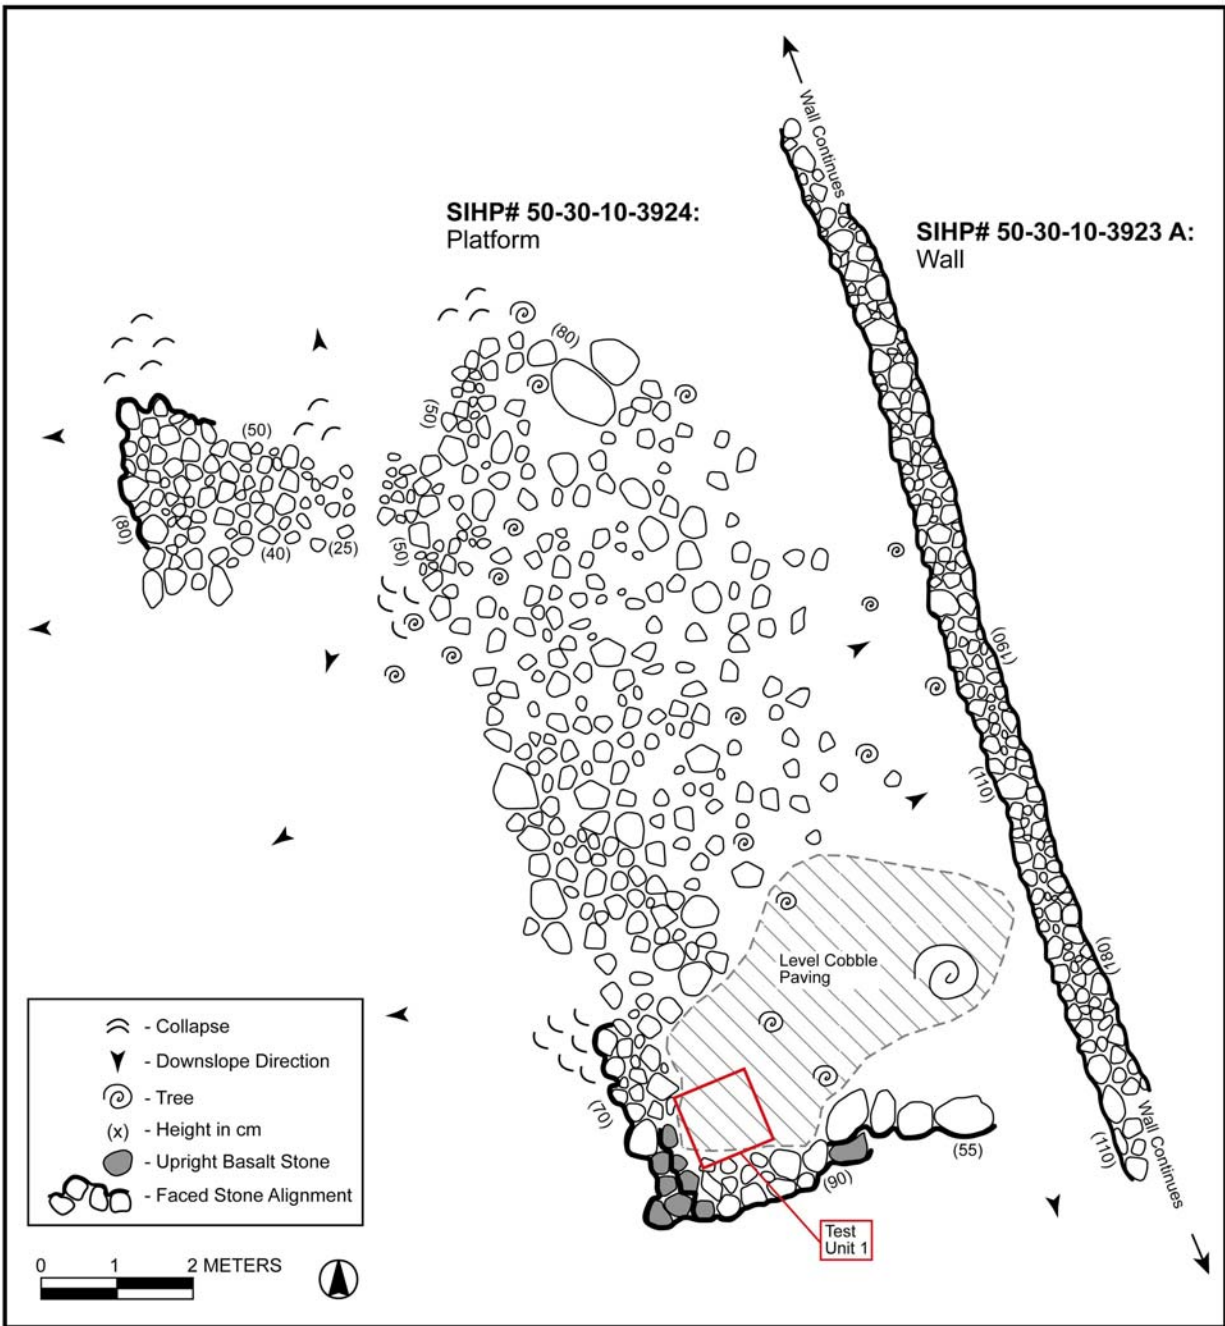 Wall Continues
SIHP# 50-30-10-3924:
Platform
SIHP# 50-30-10-3923 A:
Wall
(80)
(50)
(50)
(80)
(40)
(25)
(50)
(190)
(110)
(180)
Level Cobble
Paving
(70)
(55)
(90)
(110)
Wall Continues
Test
Unit 1
- Collapse
- Downslope Direction
- Tree
(x) - Height in cm
- Upright Basalt Stone
- Faced Stone Alignment
0 1 2 METERS